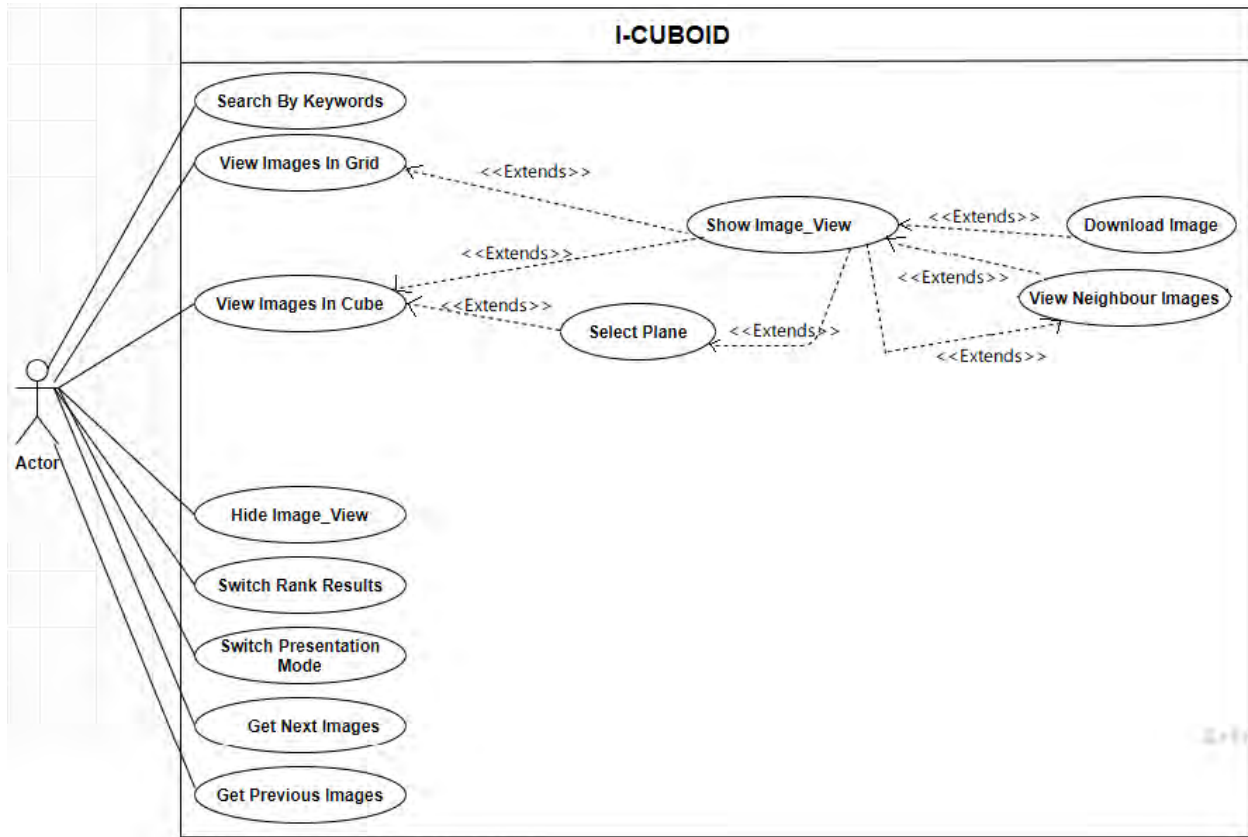 I-CUBOID
Search By Keywords
View Images In Grid
<<Extends>>
Show Image_View
<<Extends>>
Download Image
<<Extends>>
<<Extends>>
View Images In Cube
<<Extends>>
View Neighbour Images
Select Plane
<<Extends>>
<<Extends>>
Actor
Hide Image_View
Switch Rank Results
Switch Presentation
Mode
Get Next Images
Get Previous Images